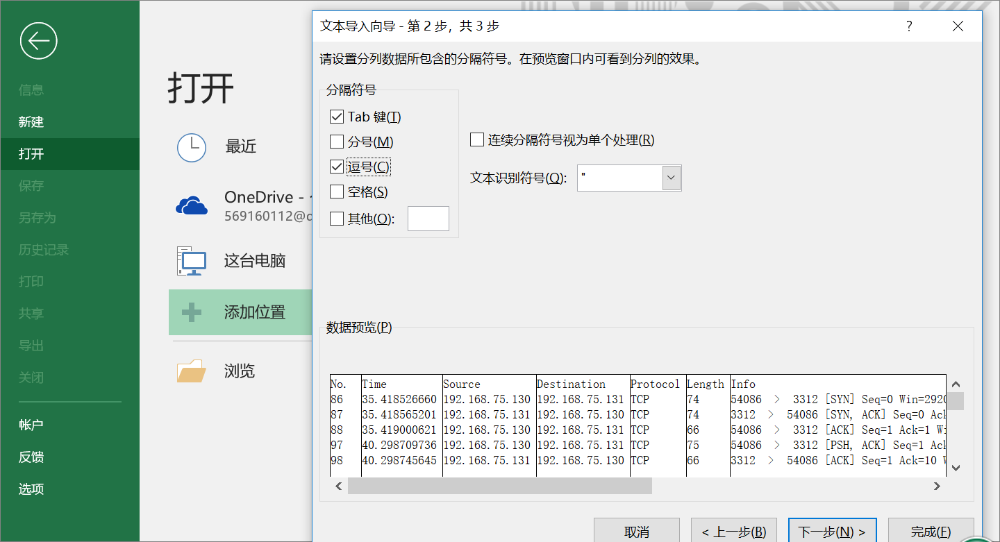 信息
新建
打开
保存
另存为
历史记录
打印
共享
导出
关闭
帐户
反馈
选项
打开
最近
OneDrive -
569160112@
这台电脑
添加位置
浏览
文本导入向导 - 第 2 步，共 3 步
?
请设置分列数据所包含的分隔符号。在预览窗口内可看到分列的效果。
分隔符号
Tab 键(T)
分号(M)
逗号(C)
空格(S)
其他(O):
连续分隔符号视为单个处理(R)
文本识别符号(Q): "
数据预览(P)
No. Time Source Destination Protocol Length Info
86 35.418526660 192.168.75.130 192.168.75.131 TCP 74 54086 > 3312 [SYN] Seq=0 Win=2920
87 35.418565201 192.168.75.131 192.168.75.130 TCP 74 3312 > 54086 [SYN, ACK] Seq=0 Ack
88 35.419000621 192.168.75.130 192.168.75.131 TCP 66 54086 > 3312 [ACK] Seq=1 Ack=1 Wi
97 40.298709736 192.168.75.130 192.168.75.131 TCP 75 54086 > 3312 [PSH, ACK] Seq=1 Ack
98 40.298745645 192.168.75.131 192.168.75.130 TCP 66 3312 > 54086 [ACK] Seq=1 Ack=10
取消 < 上一步(B) 下一步(N) > 完成(F)